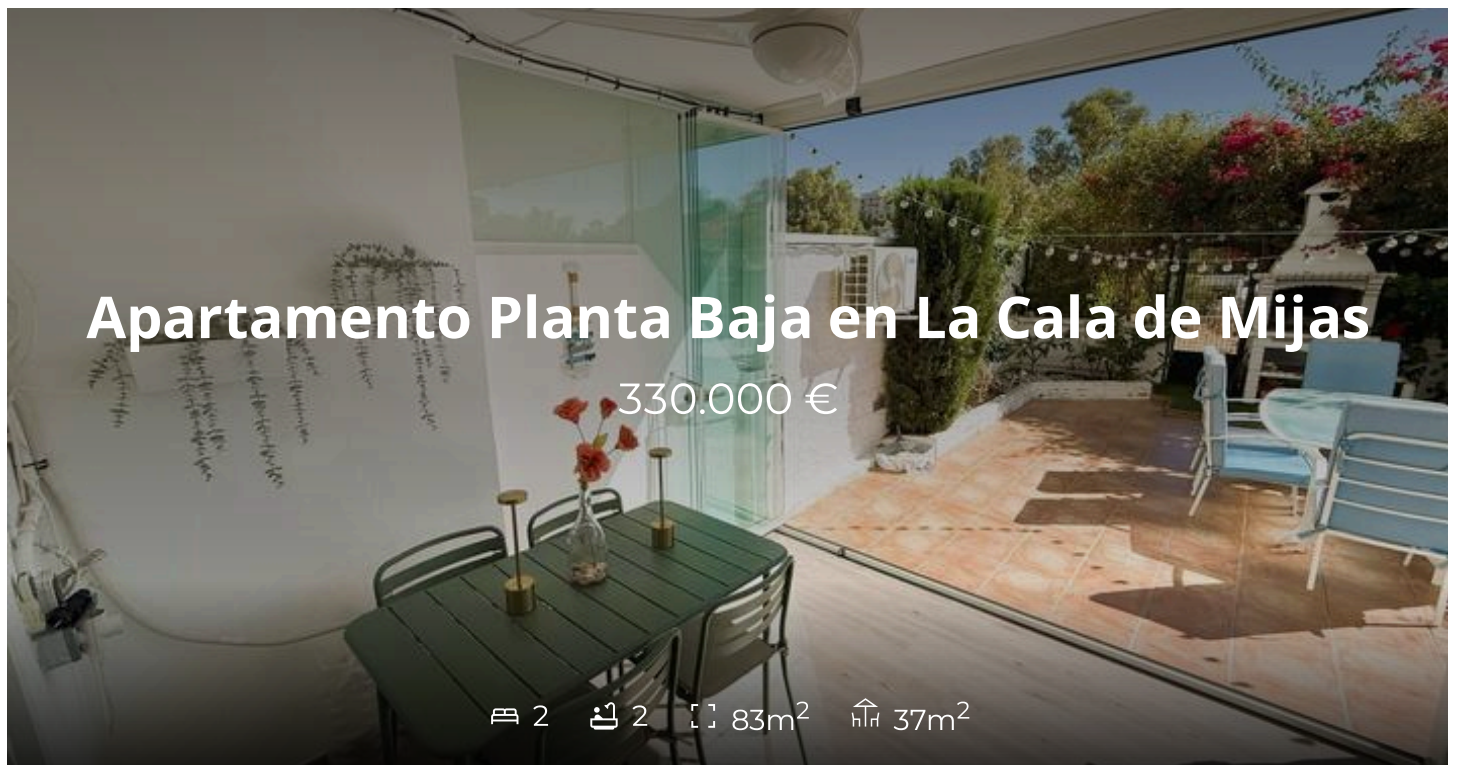 Apartamento Planta Baja en La Cala de Mijas
330.000 €
2 2 83m² 37m²